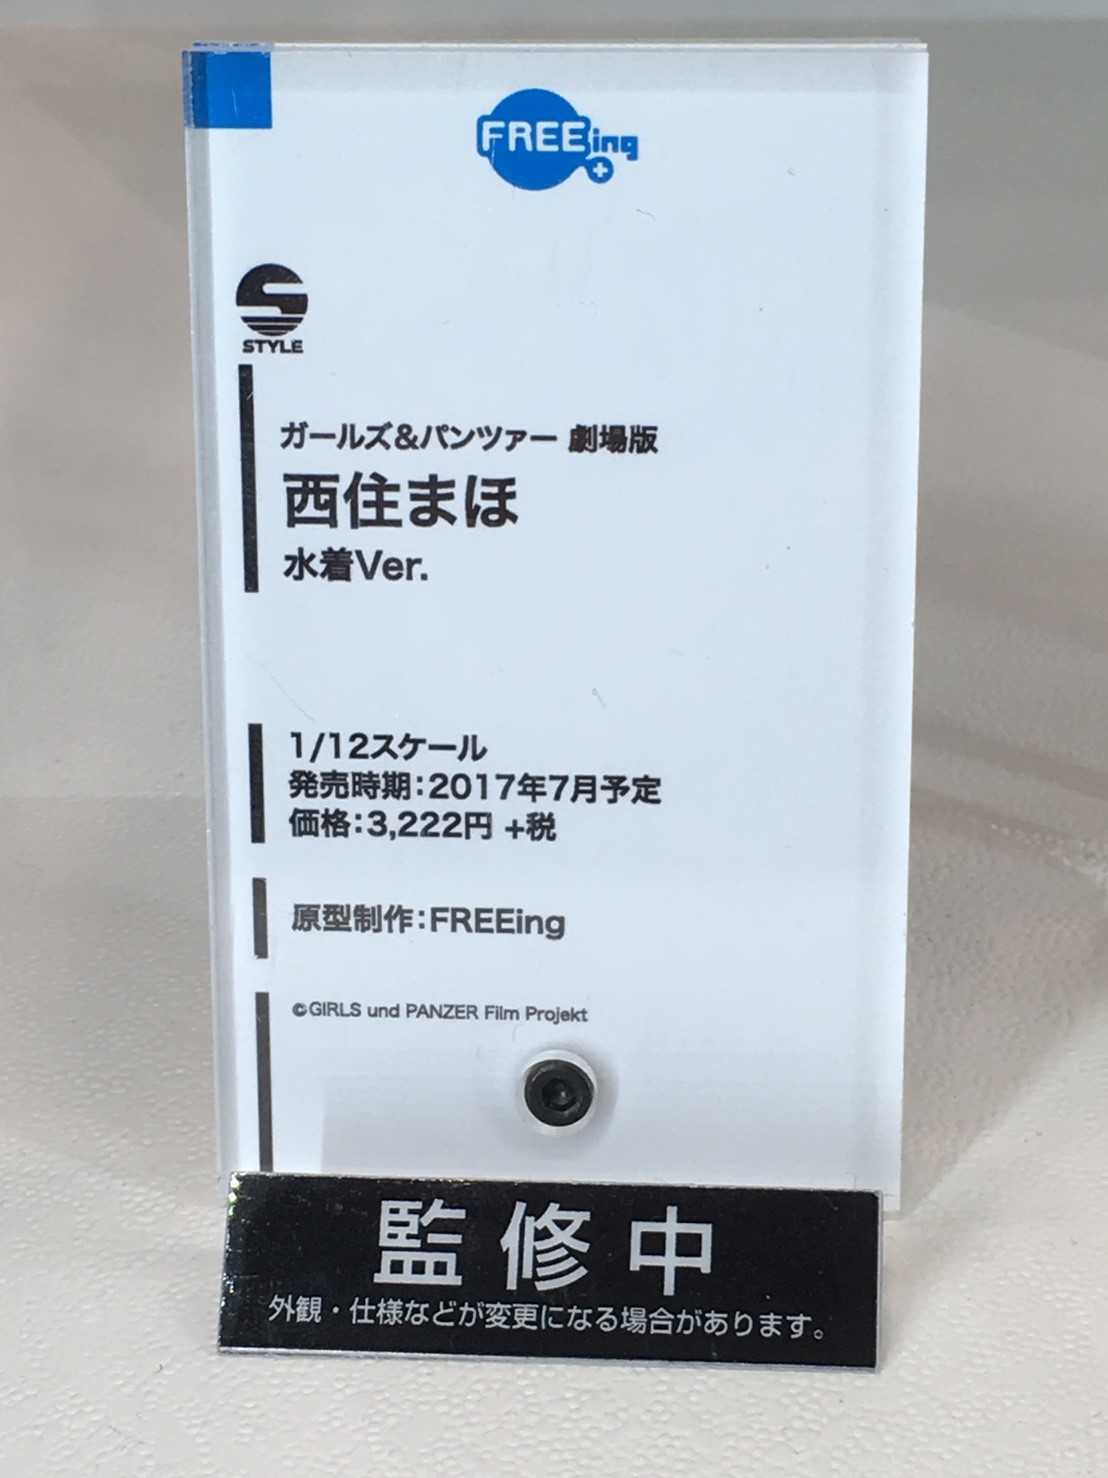 FREEing
S
STYLE
ガールズ&パンツァー 劇場版
西住まほ
水着Ver.
1/12スケール
発売時期:2017年7月予定
価格:3,222円 +税
原型制作:FREEing
©GIRLS und PANZER Film Projekt
監修中
外観・仕様などが変更になる場合があります。